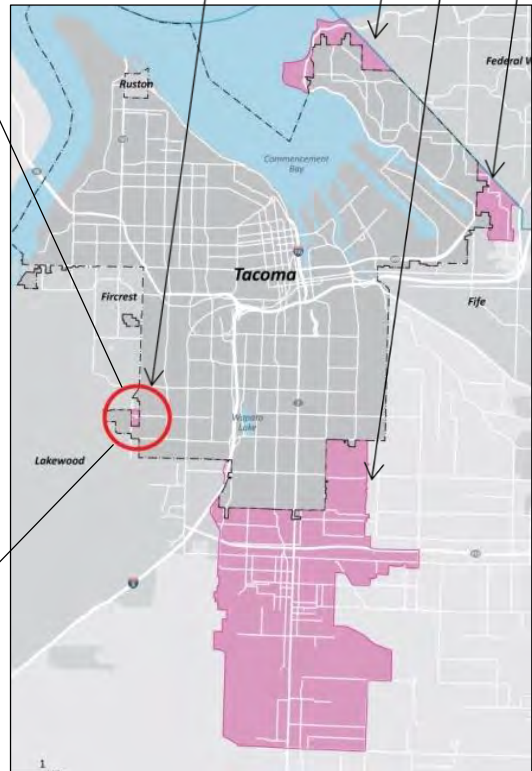 Ruston
Federal W
Commencement
Bay
Tacoma
Fircrest
Fife
Wapato
Lake
Lakewood
1